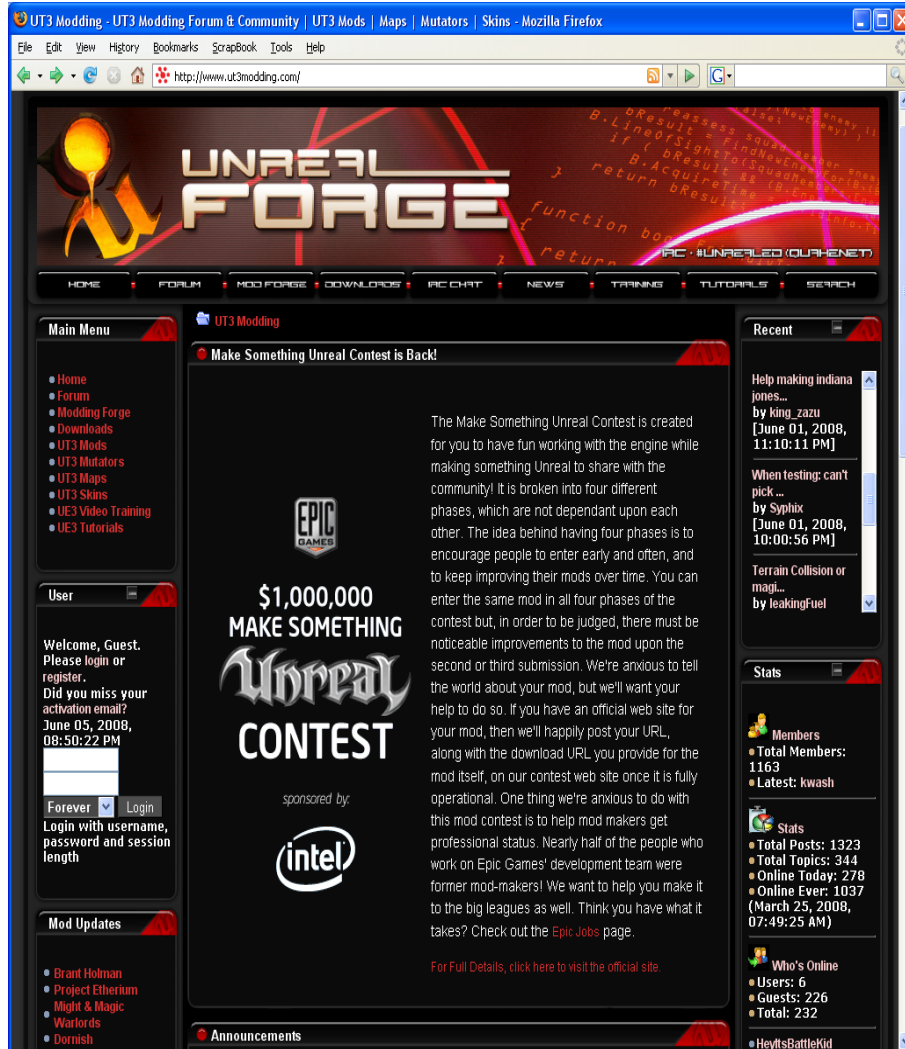 UT3 Modding - UT3 Modding Forum & Community | UT3 Mods | Maps | Mutators | Skins - Mozilla Firefox
File Edit View History Bookmarks ScrapBook Tools Help
http://www.ut3modding.com/
G
UNREAL
FORGE
function
return
IRC - #UNREALED (QUAKENET)
HOME FORUM MOD FORGE DOWNLOADS IRC CHAT NEWS TRAINING TUTORIALS SEARCH
Main Menu
Home
Forum
Modding Forge
Downloads
UT3 Mods
UT3 Mutators
UT3 Maps
UT3 Skins
UE3 Video Training
UE3 Tutorials
User
Welcome, Guest.
Please login or
register.
Did you miss your
activation email?
June 05, 2008,
08:50:22 PM
Forever Login
Login with username,
password and session
length
Mod Updates
Brant Holman
Project Etherium
Might & Magic
Warlords
Dornish
UT3 Modding
Make Something Unreal Contest is Back!
EPIC
GAMES
$1,000,000
MAKE SOMETHING
Unreal
CONTEST
sponsored by:
intel
The Make Something Unreal Contest is created
for you to have fun working with the engine while
making something Unreal to share with the
community! It is broken into four different
phases, which are not dependant upon each
other. The idea behind having four phases is to
encourage people to enter early and often, and
to keep improving their mods over time. You can
enter the same mod in all four phases of the
contest but, in order to be judged, there must be
noticeable improvements to the mod upon the
second or third submission. We're anxious to tell
the world about your mod, but we'll want your
help to do so. If you have an official web site for
your mod, then we'll happily post your URL,
along with the download URL you provide for the
mod itself, on our contest web site once it is fully
operational. One thing we're anxious to do with
this mod contest is to help mod makers get
professional status. Nearly half of the people who
work on Epic Games' development team were
former mod-makers! We want to help you make it
to the big leagues as well. Think you have what it
takes? Check out the Epic Jobs page.
For Full Details, click here to visit the official site.
Announcements
Recent
Help making indiana
jones...
by king_zazu
[June 01, 2008,
11:10:11 PM]
When testing: can't
pick ...
by Syphix
[June 01, 2008,
10:00:56 PM]
Terrain Collision or
magi...
by leakingFuel
Stats
Members
Total Members:
1163
Latest: kwash
Stats
Total Posts: 1323
Total Topics: 344
Online Today: 278
Online Ever: 1037
(March 25, 2008,
07:49:25 AM)
Who's Online
Users: 6
Guests: 226
Total: 232
HeyItsBattleKid